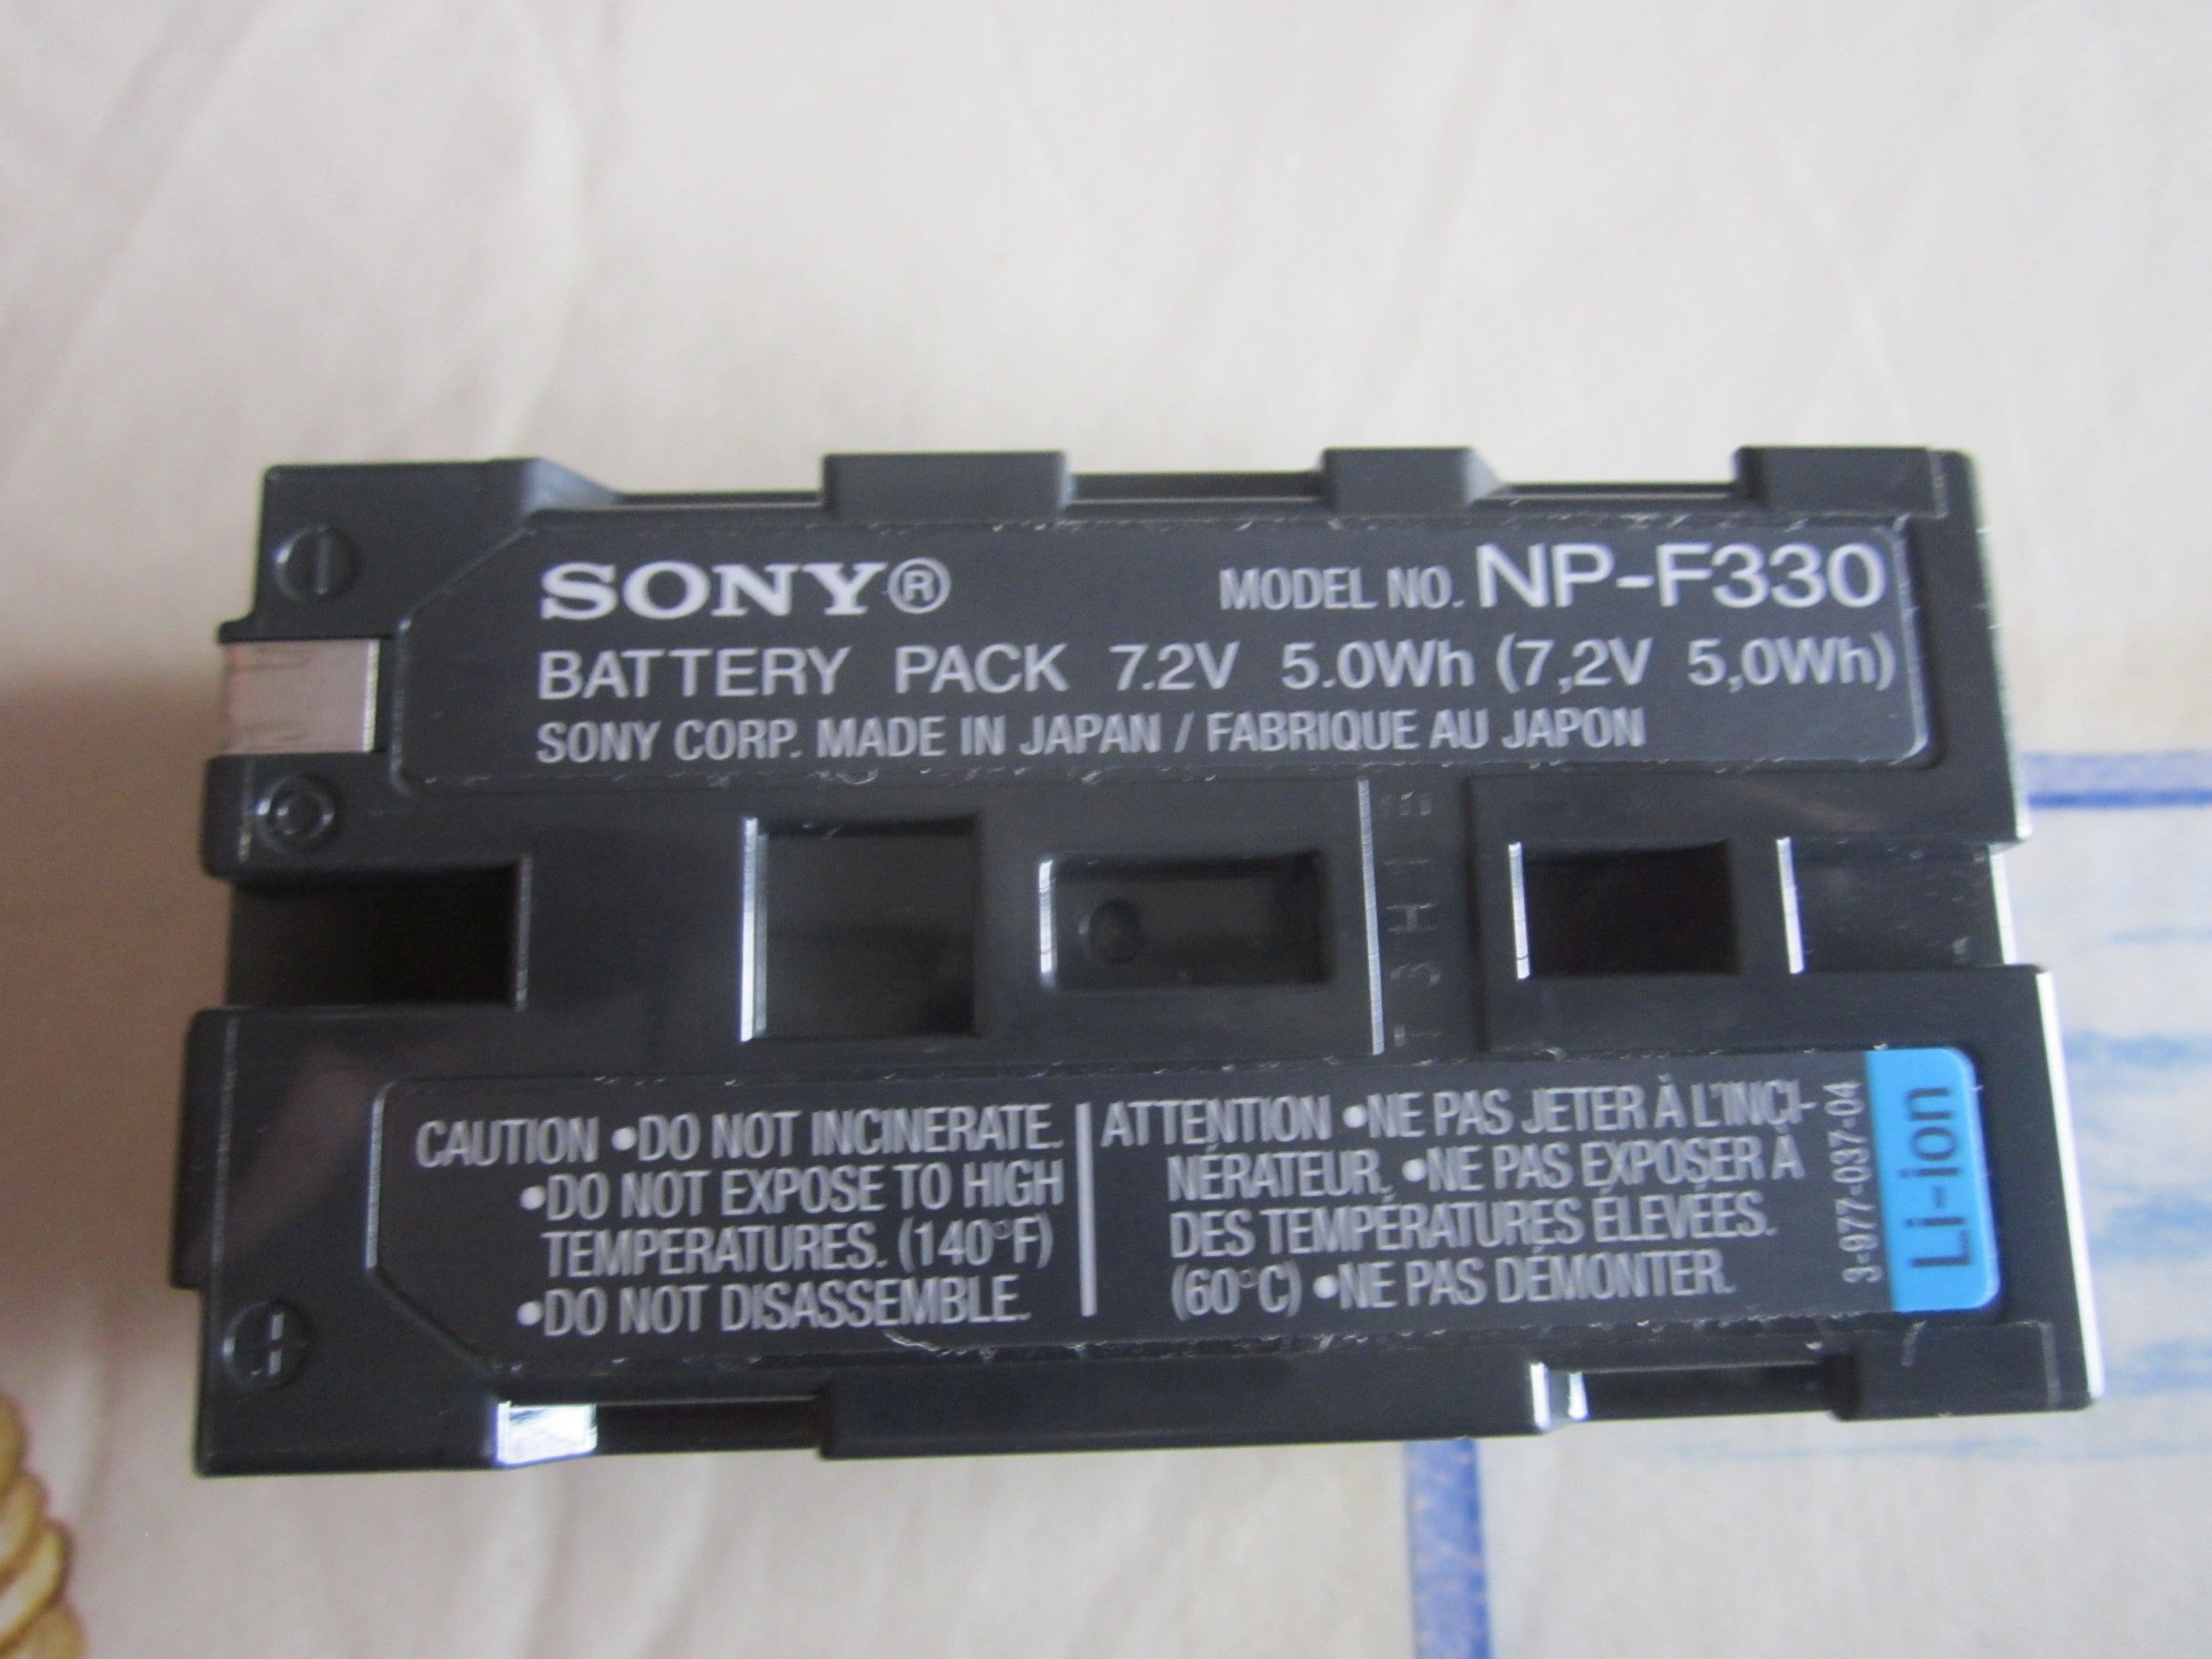 SONY®
MODEL NO. NP-F330
BATTERY PACK 7.2V 5.0Wh (7,2V 5,0Wh)
SONY CORP. MADE IN JAPAN / FABRIQUE AU JAPON
CAUTION •DO NOT INCINERATE.
•DO NOT EXPOSE TO HIGH
TEMPERATURES. (140°F)
•DO NOT DISASSEMBLE.
ATTENTION •NE PAS JETER À L'INCI-
NÉRATEUR. •NE PAS EXPOSER À
DES TEMPÉRATURES ÉLEVÉES.
(60°C) •NE PAS DÉMONTER.
3-977-037-04
Li-ion